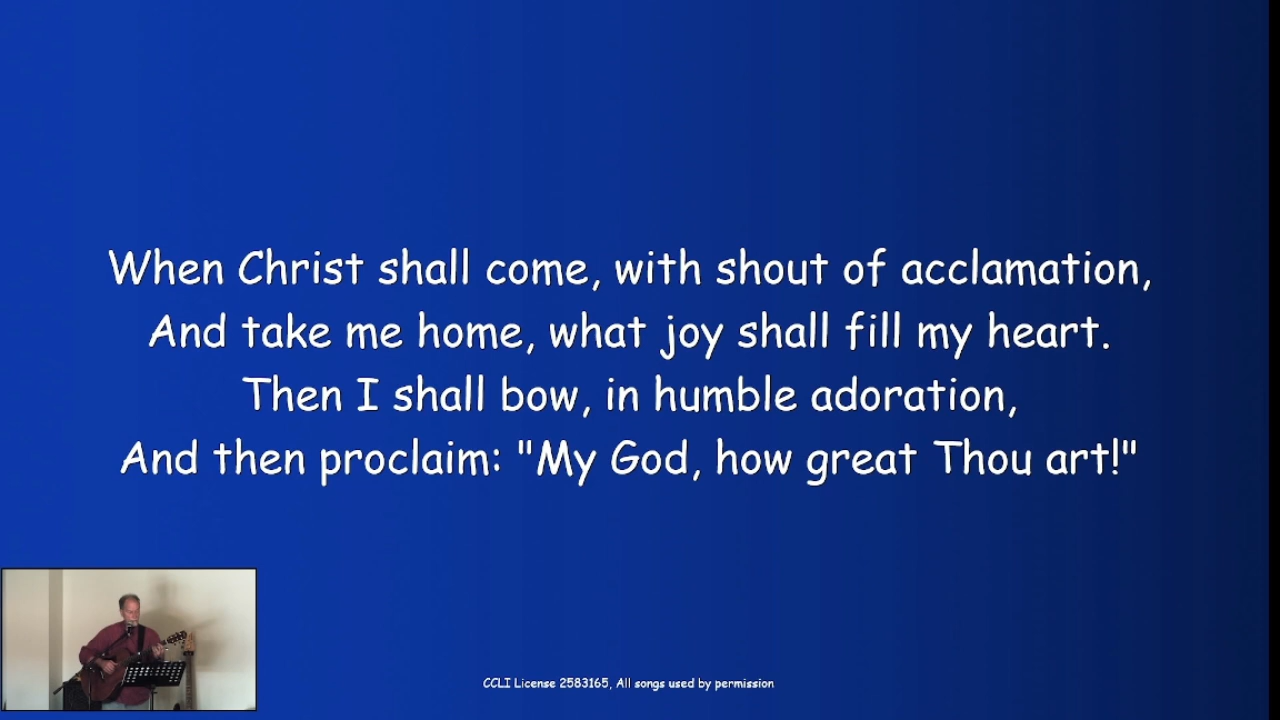 When Christ shall come, with shout of acclamation,
And take me home, what joy shall fill my heart.
Then I shall bow, in humble adoration,
And then proclaim: "My God, how great Thou art!"
CCLI License 2583165, All songs used by permission